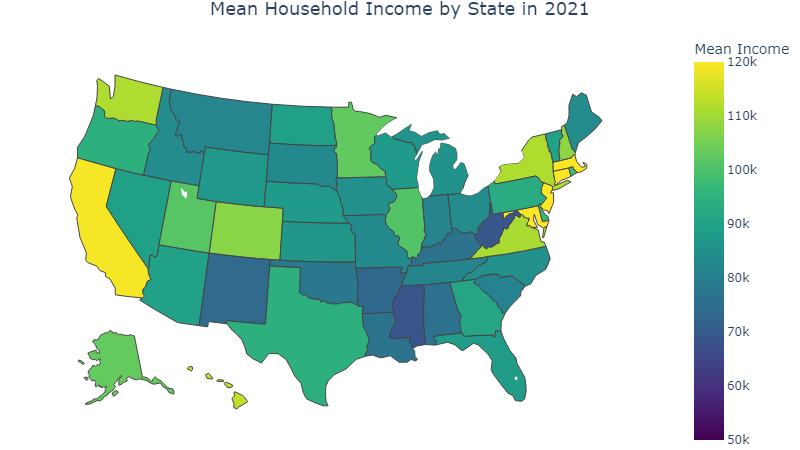 Mean Household Income by State in 2021
Mean Income
120k
110k
100k
90k
80k
70k
60k
50k